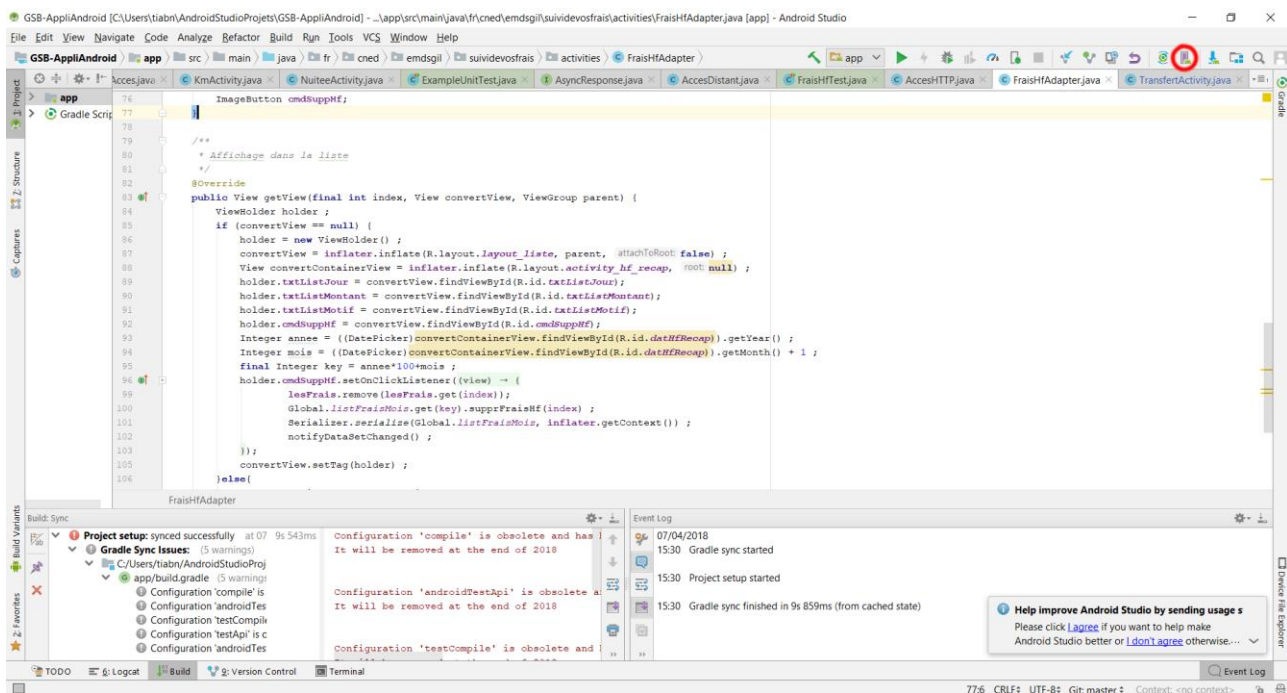 GSB-AppliAndroid [C:\Users\tiabn\AndroidStudioProjets\GSB-AppliAndroid] - ...\app\src\main\java\fr\cned\emdsgil\suividevosfrais\activities\FraisHfAdapter.java [app] - Android Studio
File Edit View Navigate Code Analyze Refactor Build Run Tools VCS Window Help
GSB-AppliAndroid app src main java fr cned emdsgil suividevosfrais activities FraisHfAdapter
app
Acces.java KmActivity.java NuiteeActivity.java ExampleUnitTest.java AsyncResponse.java AccesDistant.java FraisHfTest.java AccesHTTP.java FraisHfAdapter.java TransfertActivity.java
1: Project
app
Gradle Scrip
7: Structure
Captures
Gradle
76 ImageButton cmdSuppHf;
77 }
78
79 /**
80 * Affichage dans la liste
81 */
82 @Override
83 public View getView(final int index, View convertView, ViewGroup parent) {
84 ViewHolder holder ;
85 if (convertView == null) {
86 holder = new ViewHolder() ;
87 convertView = inflater.inflate(R.layout.layout_liste, parent, attachToRoot: false) ;
88 View convertContainerView = inflater.inflate(R.layout.activity_hf_recap, root: null) ;
89 holder.txtListJour = convertView.findViewById(R.id.txtListJour);
90 holder.txtListMontant = convertView.findViewById(R.id.txtListMontant);
91 holder.txtListMotif = convertView.findViewById(R.id.txtListMotif);
92 holder.cmdSuppHf = convertView.findViewById(R.id.cmdSuppHf);
93 Integer annee = ((DatePicker)convertContainerView.findViewById(R.id.datHfRecap)).getYear() ;
94 Integer mois = ((DatePicker)convertContainerView.findViewById(R.id.datHfRecap)).getMonth() + 1 ;
95 final Integer key = annee*100+mois ;
96 holder.cmdSuppHf.setOnClickListener((view) → {
99 lesFrais.remove(lesFrais.get(index));
100 Global.listFraisMois.get(key).supprFraisHf(index) ;
101 Serializer.serialize(Global.listFraisMois, inflater.getContext()) ;
102 notifyDataSetChanged() ;
103 });
105 convertView.setTag(holder) ;
106 }else{
FraisHfAdapter
Build Variants
2: Favorites
Device File Explorer
Build: Sync
Project setup: synced successfully at 07 9s 543ms
Gradle Sync Issues: (5 warnings)
C:/Users/tiabn/AndroidStudioProj
app/build.gradle (5 warnings
Configuration 'compile' is
Configuration 'androidTes
Configuration 'testCompile
Configuration 'testApi' is c
Configuration 'androidTes
Configuration 'compile' is obsolete and has
It will be removed at the end of 2018
Configuration 'androidTestApi' is obsolete a
It will be removed at the end of 2018
Configuration 'testCompile' is obsolete and
Event Log
07/04/2018
15:30 Gradle sync started
15:30 Project setup started
15:30 Gradle sync finished in 9s 859ms (from cached state)
Help improve Android Studio by sending usage s
Please click I agree if you want to help make
Android Studio better or I don't agree otherwise....
TODO 6: Logcat Build 9: Version Control Terminal Event Log
77:6 CRLF UTF-8 Git: master Context: <no context>